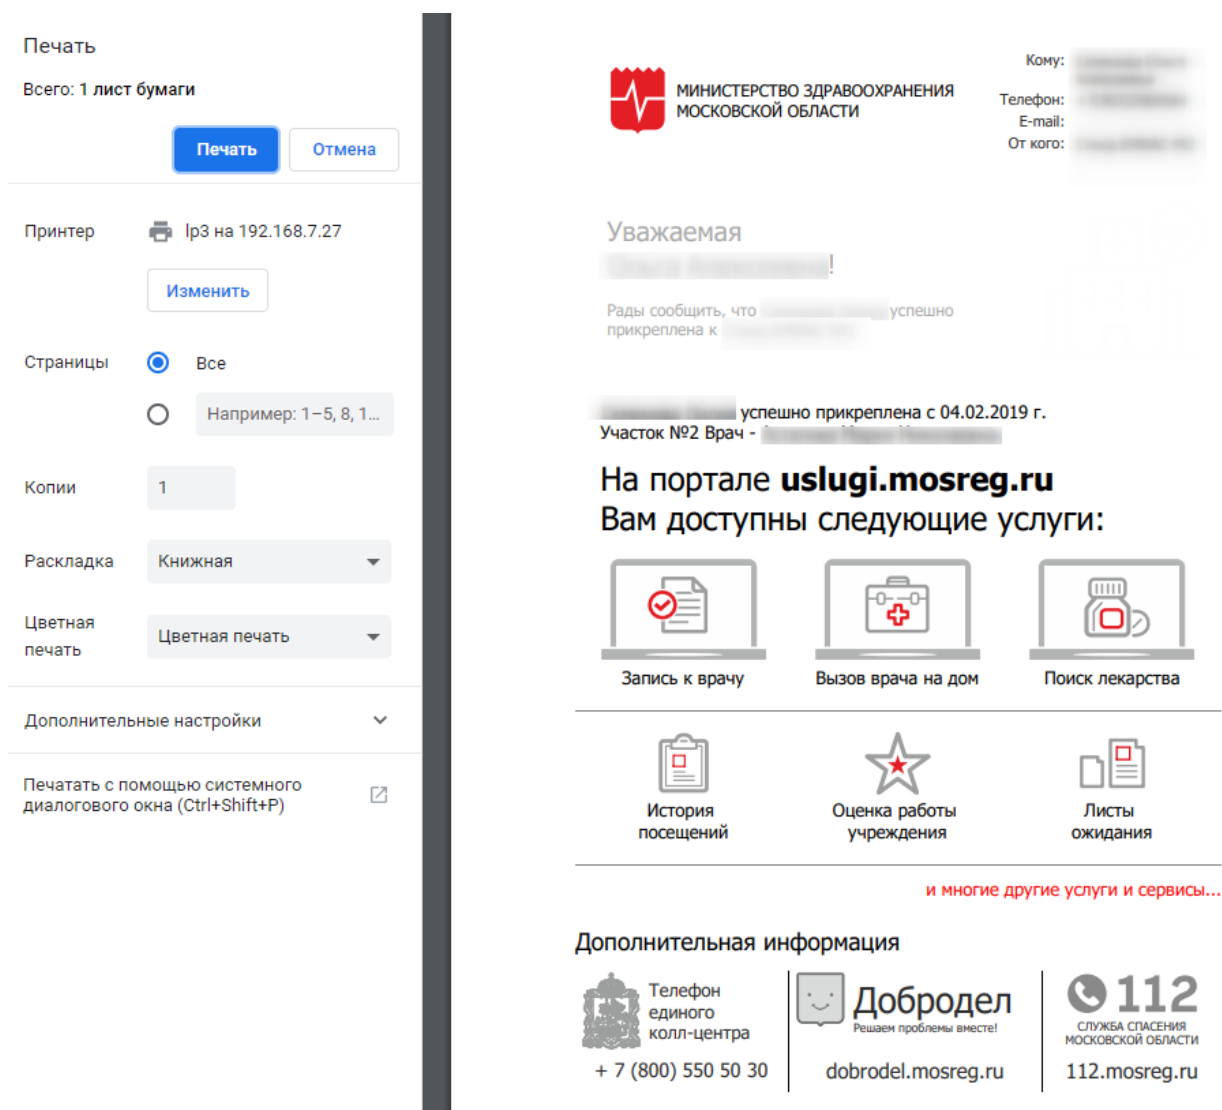 Печать
Всего: 1 лист бумаги
Печать
Отмена
Принтер
lp3 на 192.168.7.27
Изменить
Страницы
Все
Например: 1–5, 8, 1...
Копии
1
Раскладка
Книжная
Цветная
печать
Цветная печать
Дополнительные настройки
Печатать с помощью системного
диалогового окна (Ctrl+Shift+P)
МИНИСТЕРСТВО ЗДРАВООХРАНЕНИЯ
МОСКОВСКОЙ ОБЛАСТИ
Кому:
Телефон:
E-mail:
От кого:
Уважаемая
!
Рады сообщить, что успешно
прикреплена к
успешно прикреплена с 04.02.2019 г.
Участок №2 Врач -
На портале uslugi.mosreg.ru
Вам доступны следующие услуги:
Запись к врачу
Вызов врача на дом
Поиск лекарства
История
посещений
Оценка работы
учреждения
Листы
ожидания
и многие другие услуги и сервисы...
Дополнительная информация
Телефон
единого
колл-центра
+ 7 (800) 550 50 30
Добродел
Решаем проблемы вместе!
dobrodel.mosreg.ru
112
СЛУЖБА СПАСЕНИЯ
МОСКОВСКОЙ ОБЛАСТИ
112.mosreg.ru